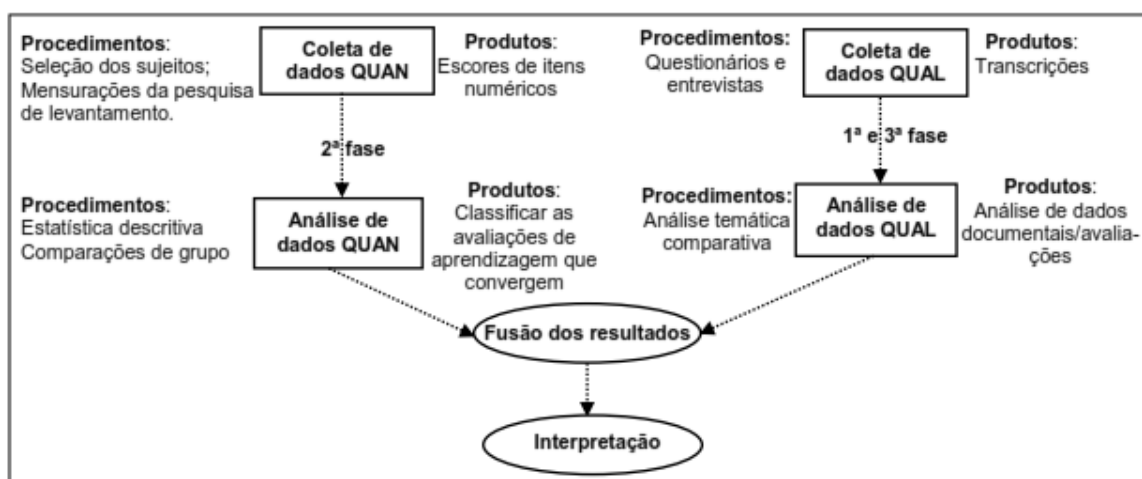 Procedimentos:
Seleção dos sujeitos;
Mensurações da pesquisa
de levantamento.
Coleta de
dados QUAN
Produtos:
Escores de itens
numéricos
Procedimentos:
Questionários e
entrevistas
Coleta de
dados QUAL
Produtos:
Transcrições
2ª fase
1ª e 3ª fase
Procedimentos:
Estatística descritiva
Comparações de grupo
Análise de
dados QUAN
Produtos:
Classificar as
avaliações de
aprendizagem que
convergem
Procedimentos:
Análise temática
comparativa
Análise de
dados QUAL
Produtos:
Análise de dados
documentais/avalia-
ções
Fusão dos resultados
Interpretação